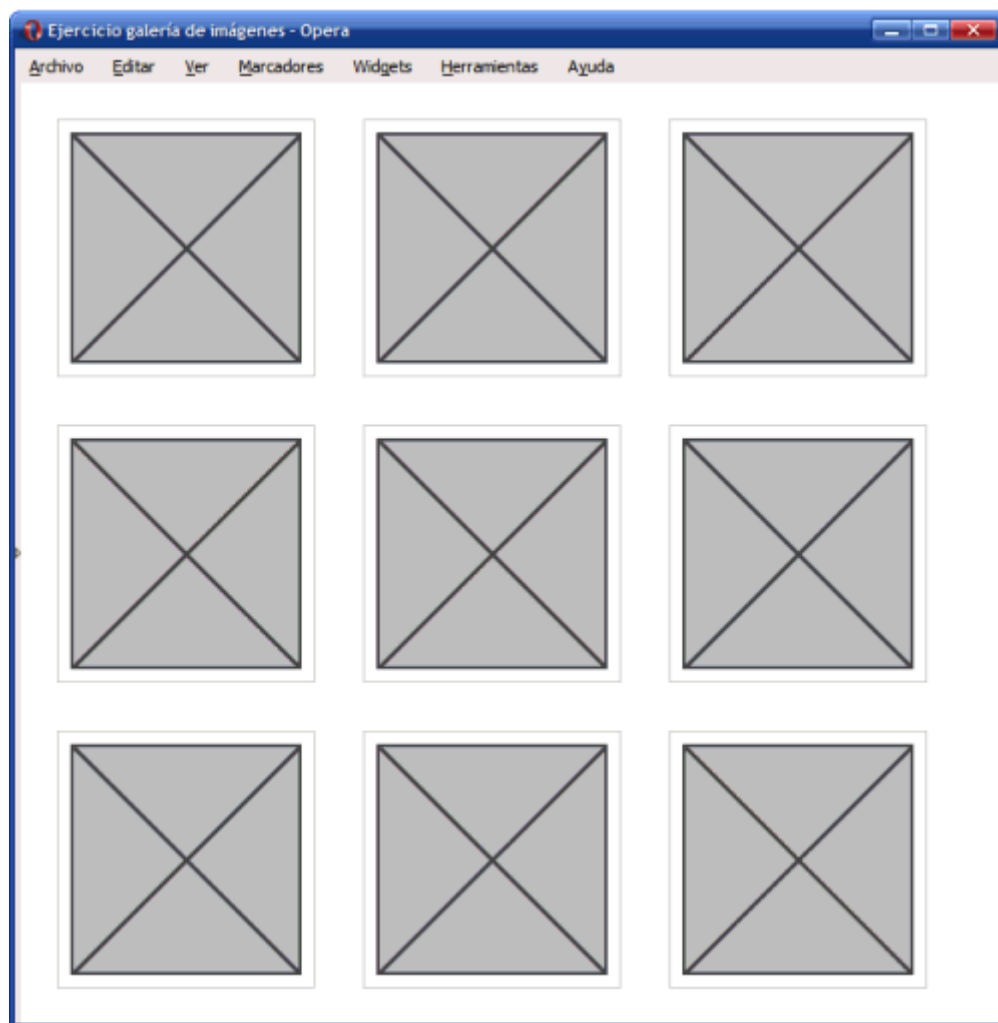 Ejercicio galería de imágenes - Opera
Archivo Editar Ver Marcadores Widgets Herramientas Ayuda